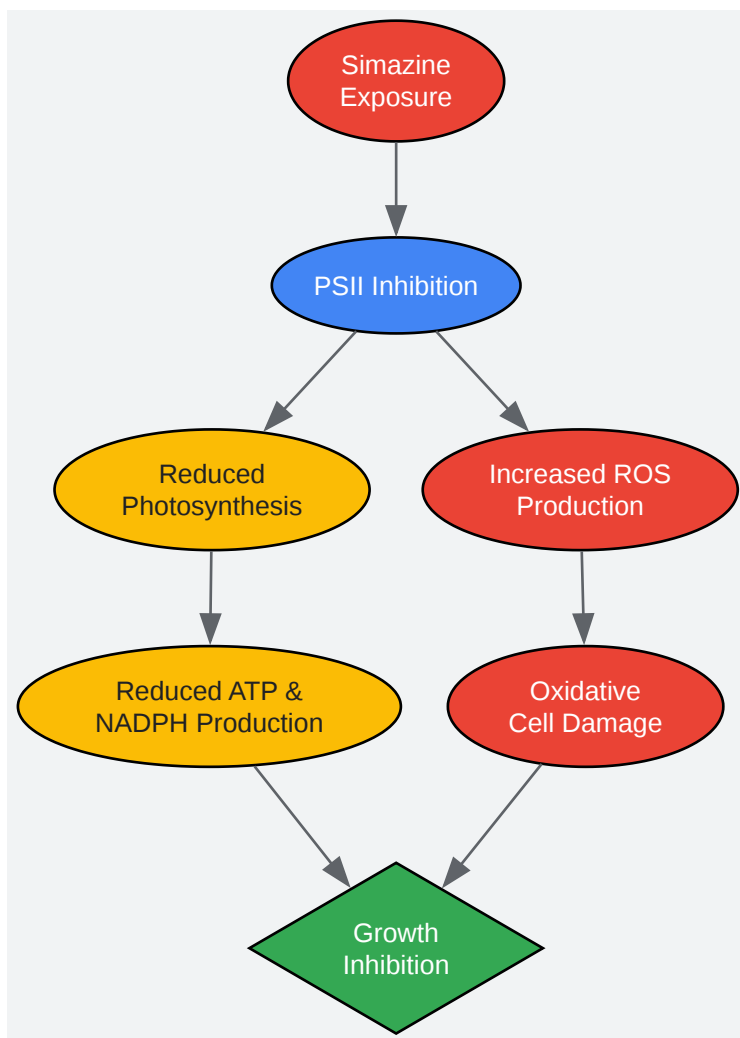 Simazine
Exposure
PSII Inhibition
Reduced
Photosynthesis
Increased ROS
Production
Reduced ATP &
NADPH Production
Oxidative
Cell Damage
Growth
Inhibition